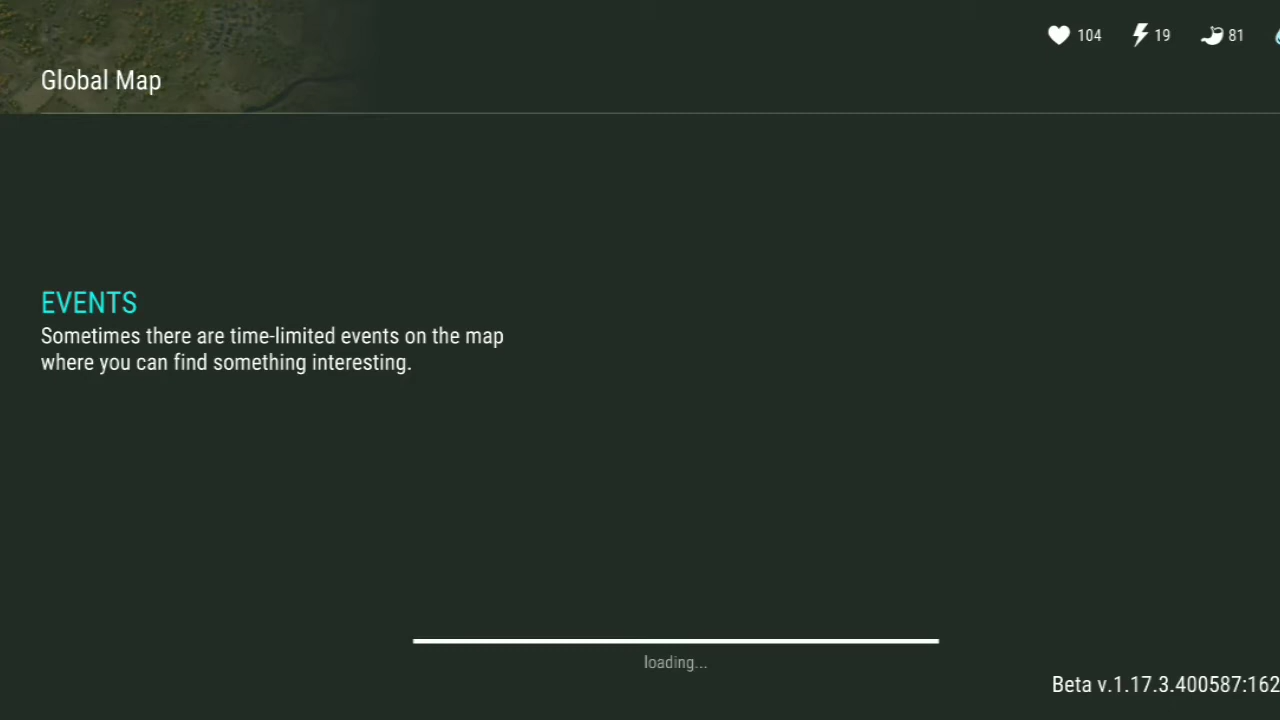 104 19 81
Global Map
EVENTS
Sometimes there are time-limited events on the map
where you can find something interesting.
loading...
Beta v.1.17.3.400587:162